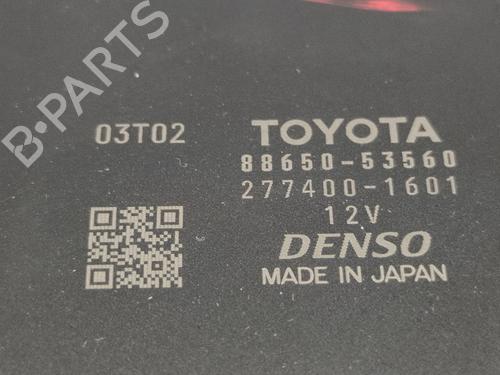 B-PARTS
03T02
TOYOTA
88650-53560
277400-1601
12V
DENSO
MADE IN JAPAN